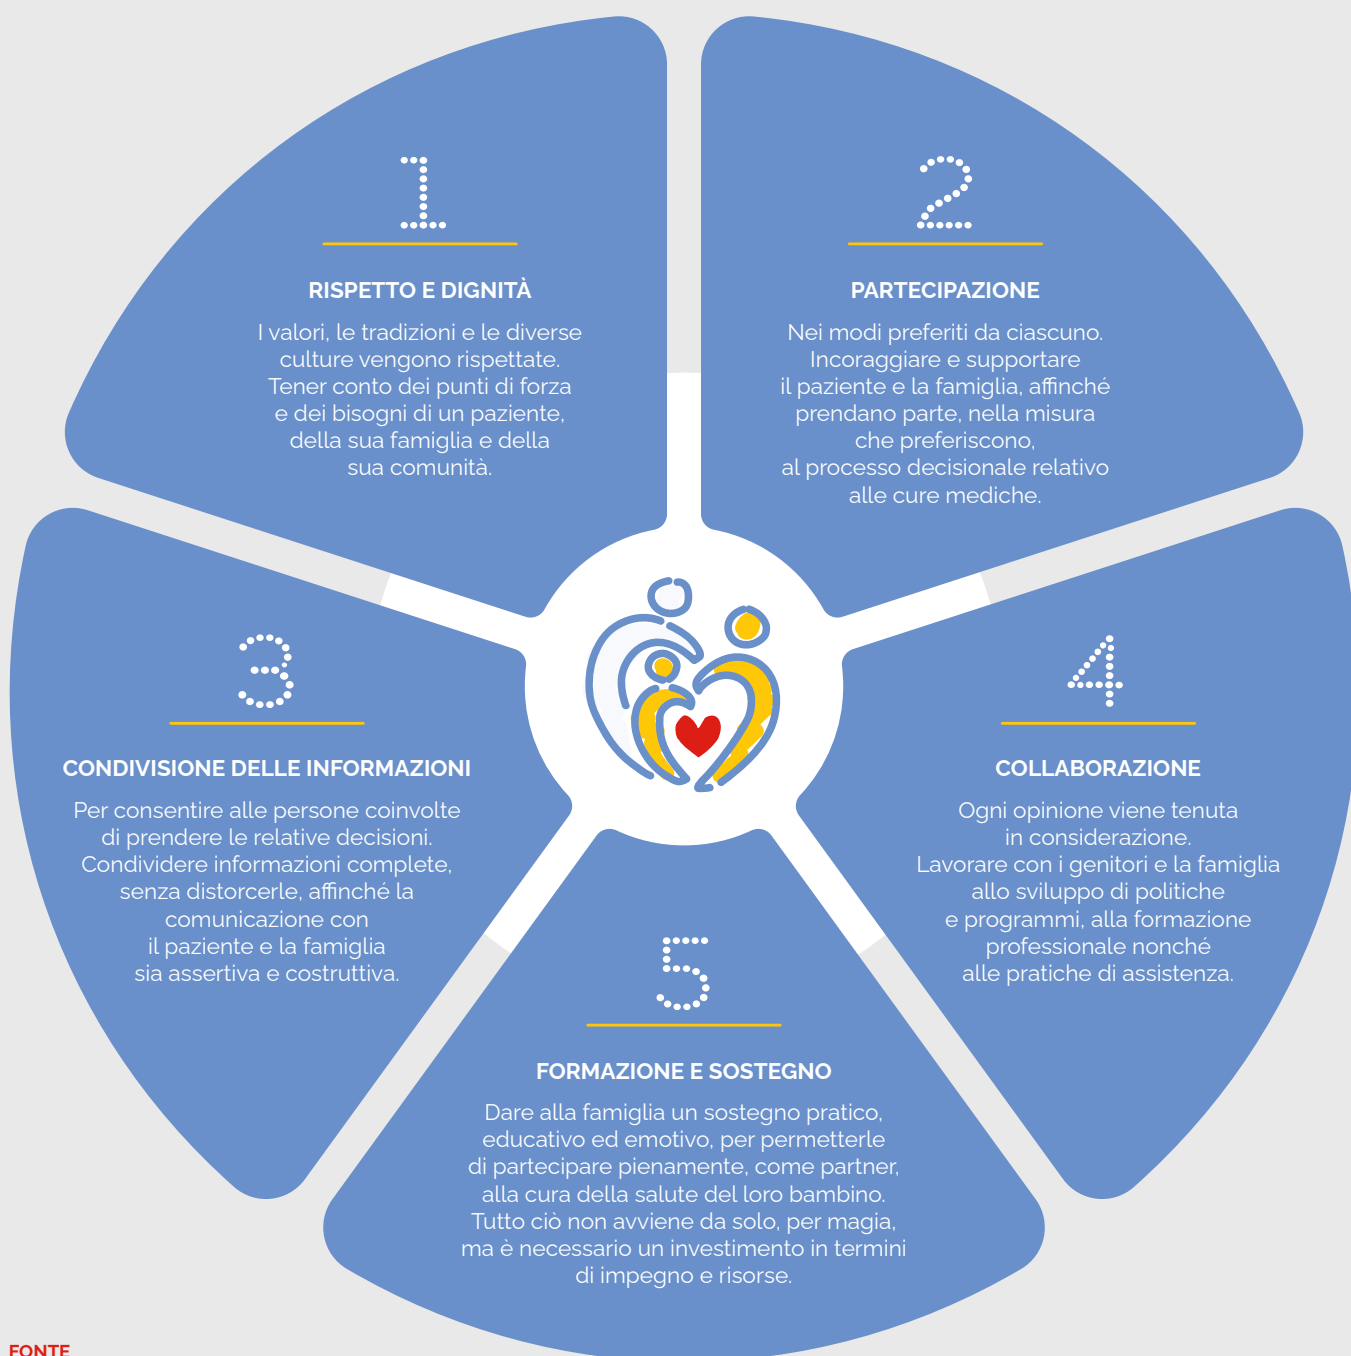 1
RISPETTO E DIGNITÀ
I valori, le tradizioni e le diverse
culture vengono rispettate.
Tener conto dei punti di forza
e dei bisogni di un paziente,
della sua famiglia e della
sua comunità.
2
PARTECIPAZIONE
Nei modi preferiti da ciascuno.
Incoraggiare e supportare
il paziente e la famiglia, affinché
prendano parte, nella misura
che preferiscono,
al processo decisionale relativo
alle cure mediche.
3
CONDIVISIONE DELLE INFORMAZIONI
Per consentire alle persone coinvolte
di prendere le relative decisioni.
Condividere informazioni complete,
senza distorcerle, affinché la
comunicazione con
il paziente e la famiglia
sia assertiva e costruttiva.
4
COLLABORAZIONE
Ogni opinione viene tenuta
in considerazione.
Lavorare con i genitori e la famiglia
allo sviluppo di politiche
e programmi, alla formazione
professionale nonché
alle pratiche di assistenza.
5
FORMAZIONE E SOSTEGNO
Dare alla famiglia un sostegno pratico,
educativo ed emotivo, per permetterle
di partecipare pienamente, come partner,
alla cura della salute del loro bambino.
Tutto ciò non avviene da solo, per magia,
ma è necessario un investimento in termini
di impegno e risorse.
FONTE